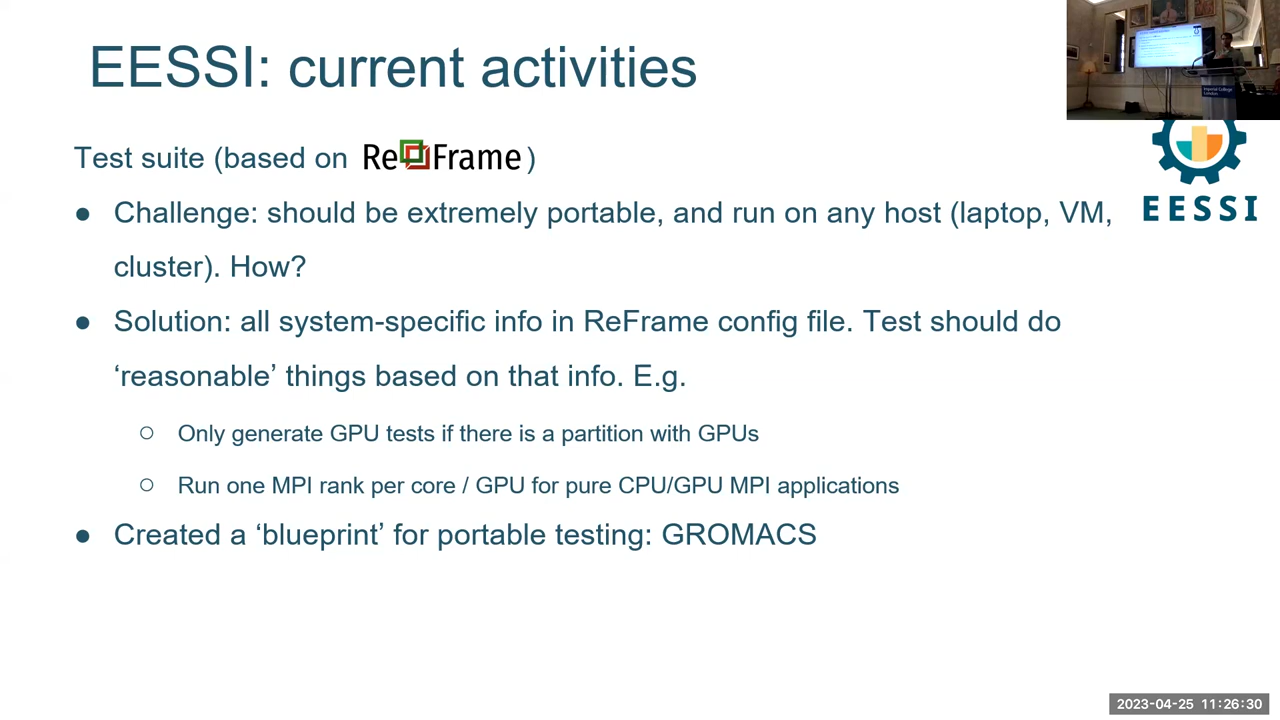 EESSI: current activities
Test suite (based on ReFrame)
● Challenge: should be extremely portable, and run on any host (laptop, VM,
cluster). How?
● Solution: all system-specific info in ReFrame config file. Test should do
‘reasonable’ things based on that info. E.g.
○ Only generate GPU tests if there is a partition with GPUs
○ Run one MPI rank per core / GPU for pure CPU/GPU MPI applications
● Created a ‘blueprint’ for portable testing: GROMACS
EESSI
Imperial College
London
2023-04-25 11:26:30